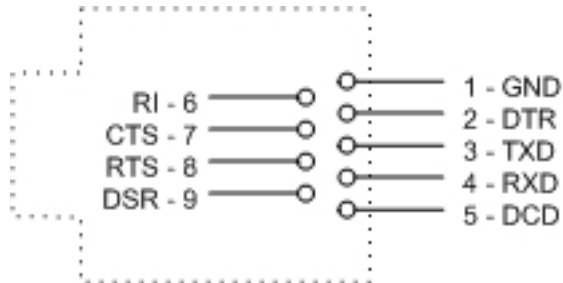 RI - 6
CTS - 7
RTS - 8
DSR - 9
1 - GND
2 - DTR
3 - TXD
4 - RXD
5 - DCD